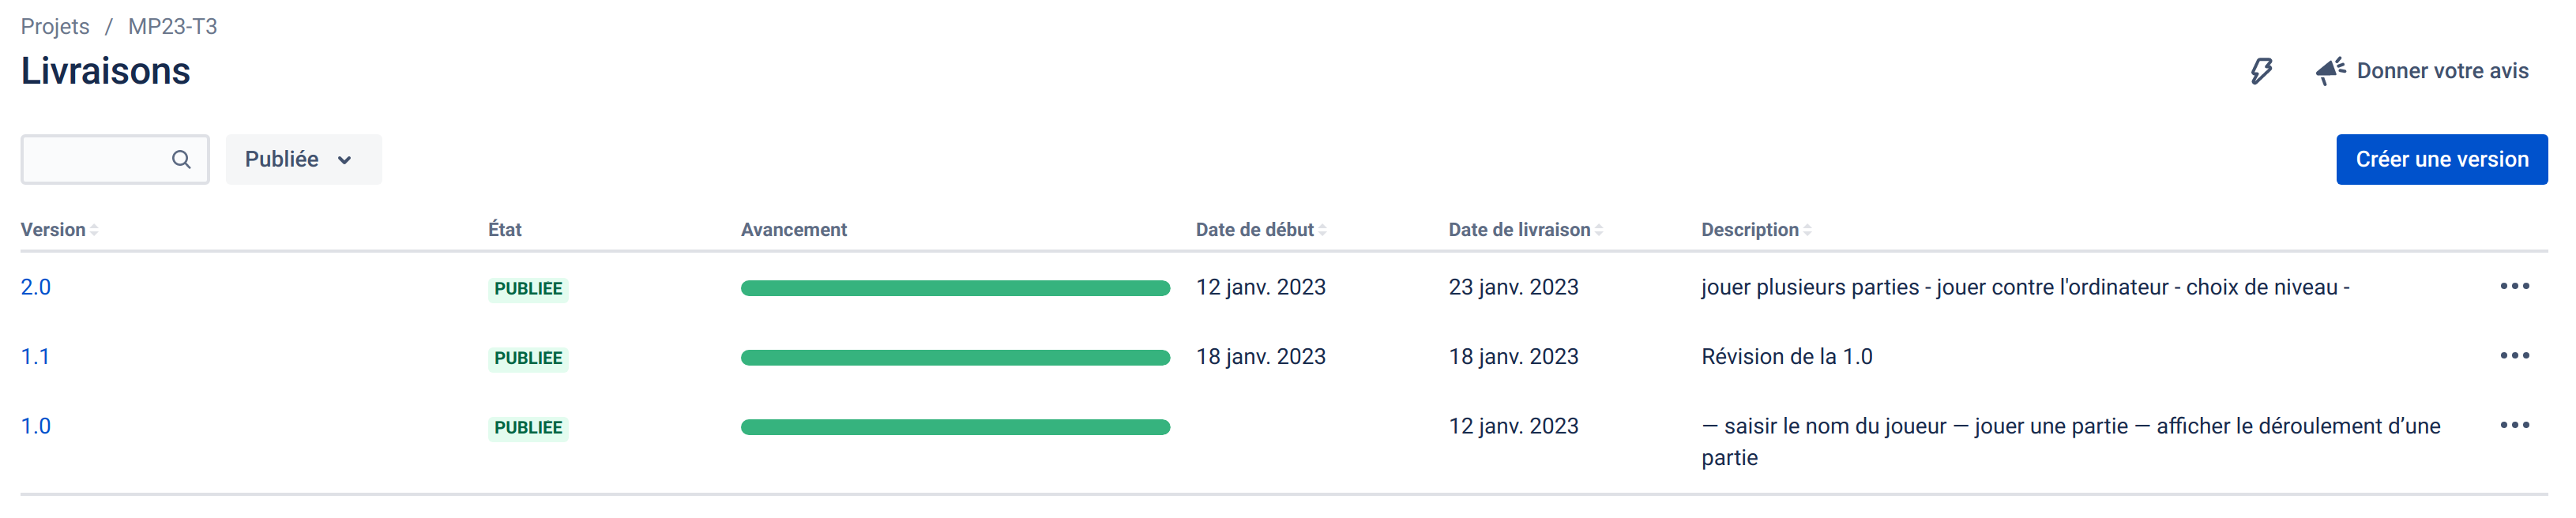 Projets / MP23-T3
Livraisons
Donner votre avis
Publiée
Créer une version
Version État Avancement Date de début Date de livraison Description
2.0 PUBLIÉE 12 janv. 2023 23 janv. 2023 jouer plusieurs parties - jouer contre l'ordinateur - choix de niveau -
1.1 PUBLIÉE 18 janv. 2023 18 janv. 2023 Révision de la 1.0
1.0 PUBLIÉE 12 janv. 2023 — saisir le nom du joueur — jouer une partie — afficher le déroulement d’une
partie